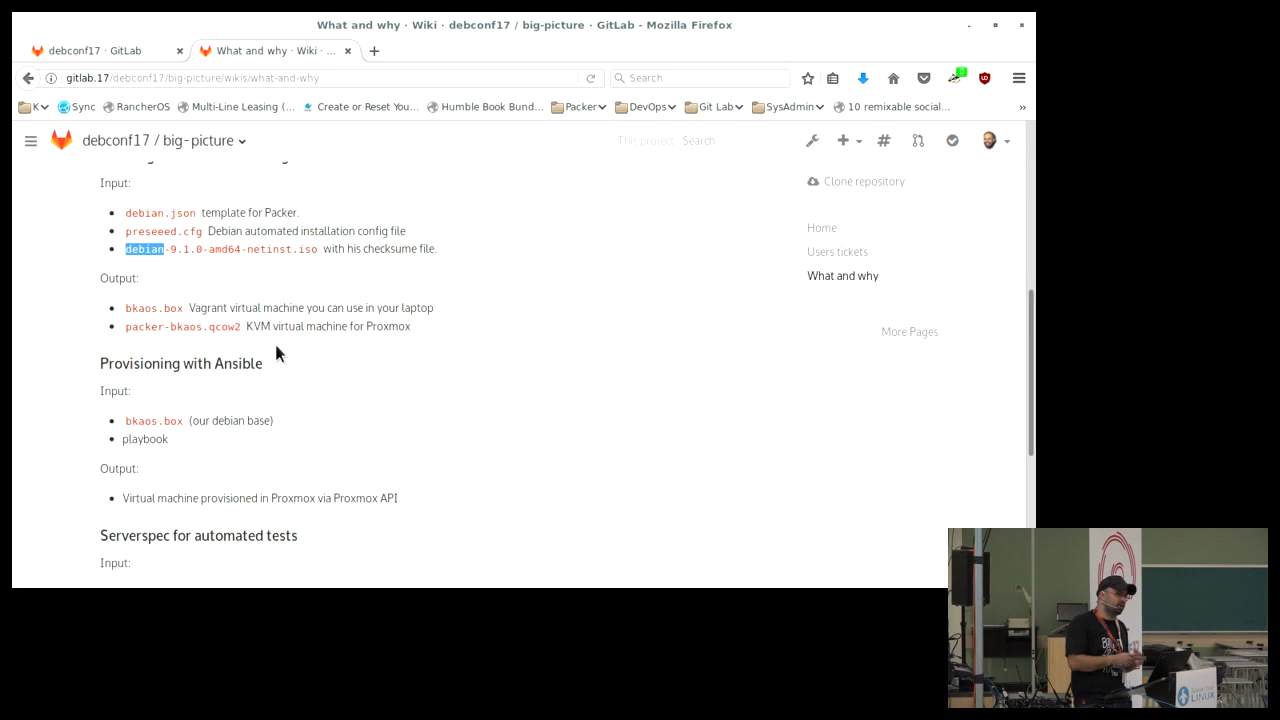 What and why · Wiki · debconf17 / big-picture · GitLab - Mozilla Firefox
debconf17 · GitLab
What and why · Wiki · ...
gitlab.17/debconf17/big-picture/wikis/what-and-why
Search
K
Sync
RancherOS
Multi-Line Leasing (...
Create or Reset You...
Humble Book Bund...
Packer
DevOps
Git Lab
SysAdmin
10 remixable social...
»
debconf17 / big-picture
This project Search
Input:
debian.json template for Packer.
preseeed.cfg Debian automated installation config file
debian-9.1.0-amd64-netinst.iso with his checksume file.
Output:
bkaos.box Vagrant virtual machine you can use in your laptop
packer-bkaos.qcow2 KVM virtual machine for Proxmox
Provisioning with Ansible
Input:
bkaos.box (our debian base)
playbook
Output:
Virtual machine provisioned in Proxmox via Proxmox API
Serverspec for automated tests
Input:
Clone repository
Home
Users tickets
What and why
More Pages
LINUX